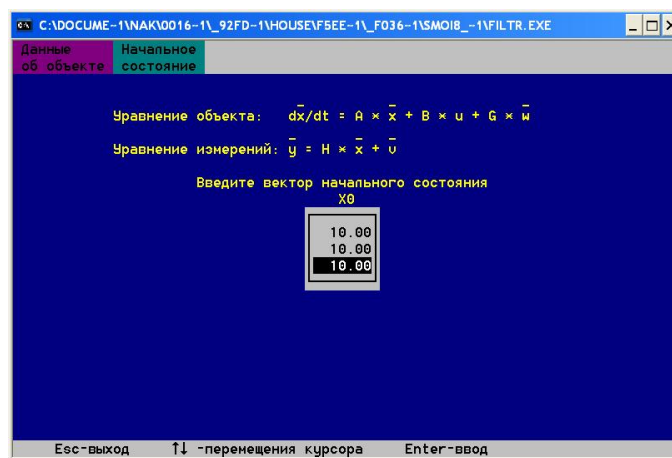 C:\DOCUME~1\NAK\0016~1\_92FD~1\HOUSE\F5EE~1\_F036~1\SMOI8_~1\FILTR.EXE
Данные Начальное
об объекте состояние
Уравнение объекта: dx̅/dt = A × x̅ + B × u + G × w̅
Уравнение измерений: y̅ = H × x̅ + υ̅
Введите вектор начального состояния
X0
10.00
10.00
10.00
Esc-выход ↑↓ -перемещения курсора Enter-ввод